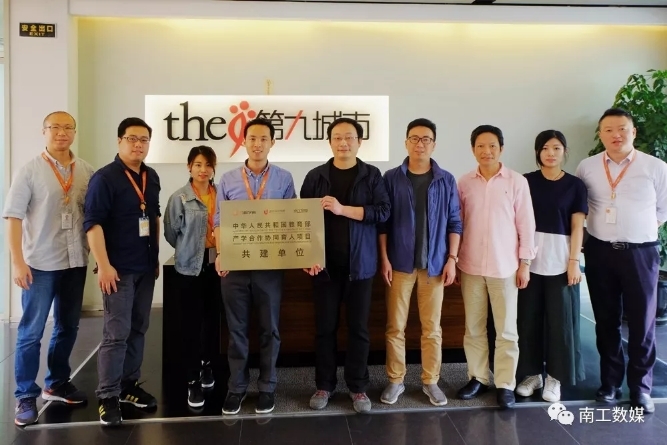 安全出口
EXIT
the9第九城市
中华人民共和国教育部
产学合作协同育人项目
共建单位
南工数媒